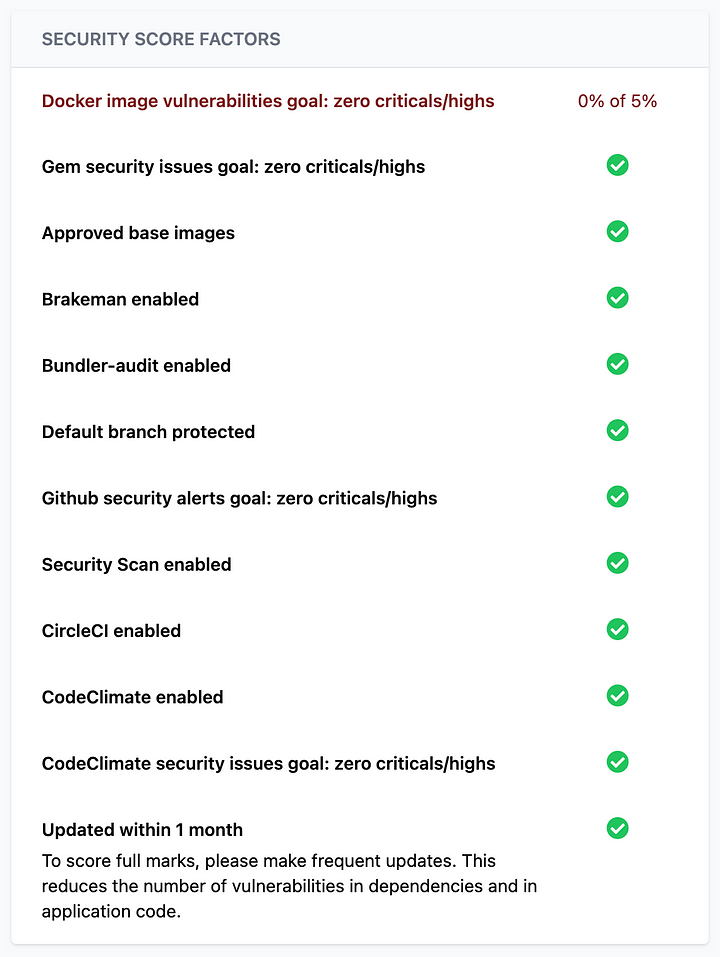 SECURITY SCORE FACTORS
Docker image vulnerabilities goal: zero criticals/highs 0% of 5%
Gem security issues goal: zero criticals/highs
Approved base images
Brakeman enabled
Bundler-audit enabled
Default branch protected
Github security alerts goal: zero criticals/highs
Security Scan enabled
CircleCI enabled
CodeClimate enabled
CodeClimate security issues goal: zero criticals/highs
Updated within 1 month
To score full marks, please make frequent updates. This
reduces the number of vulnerabilities in dependencies and in
application code.